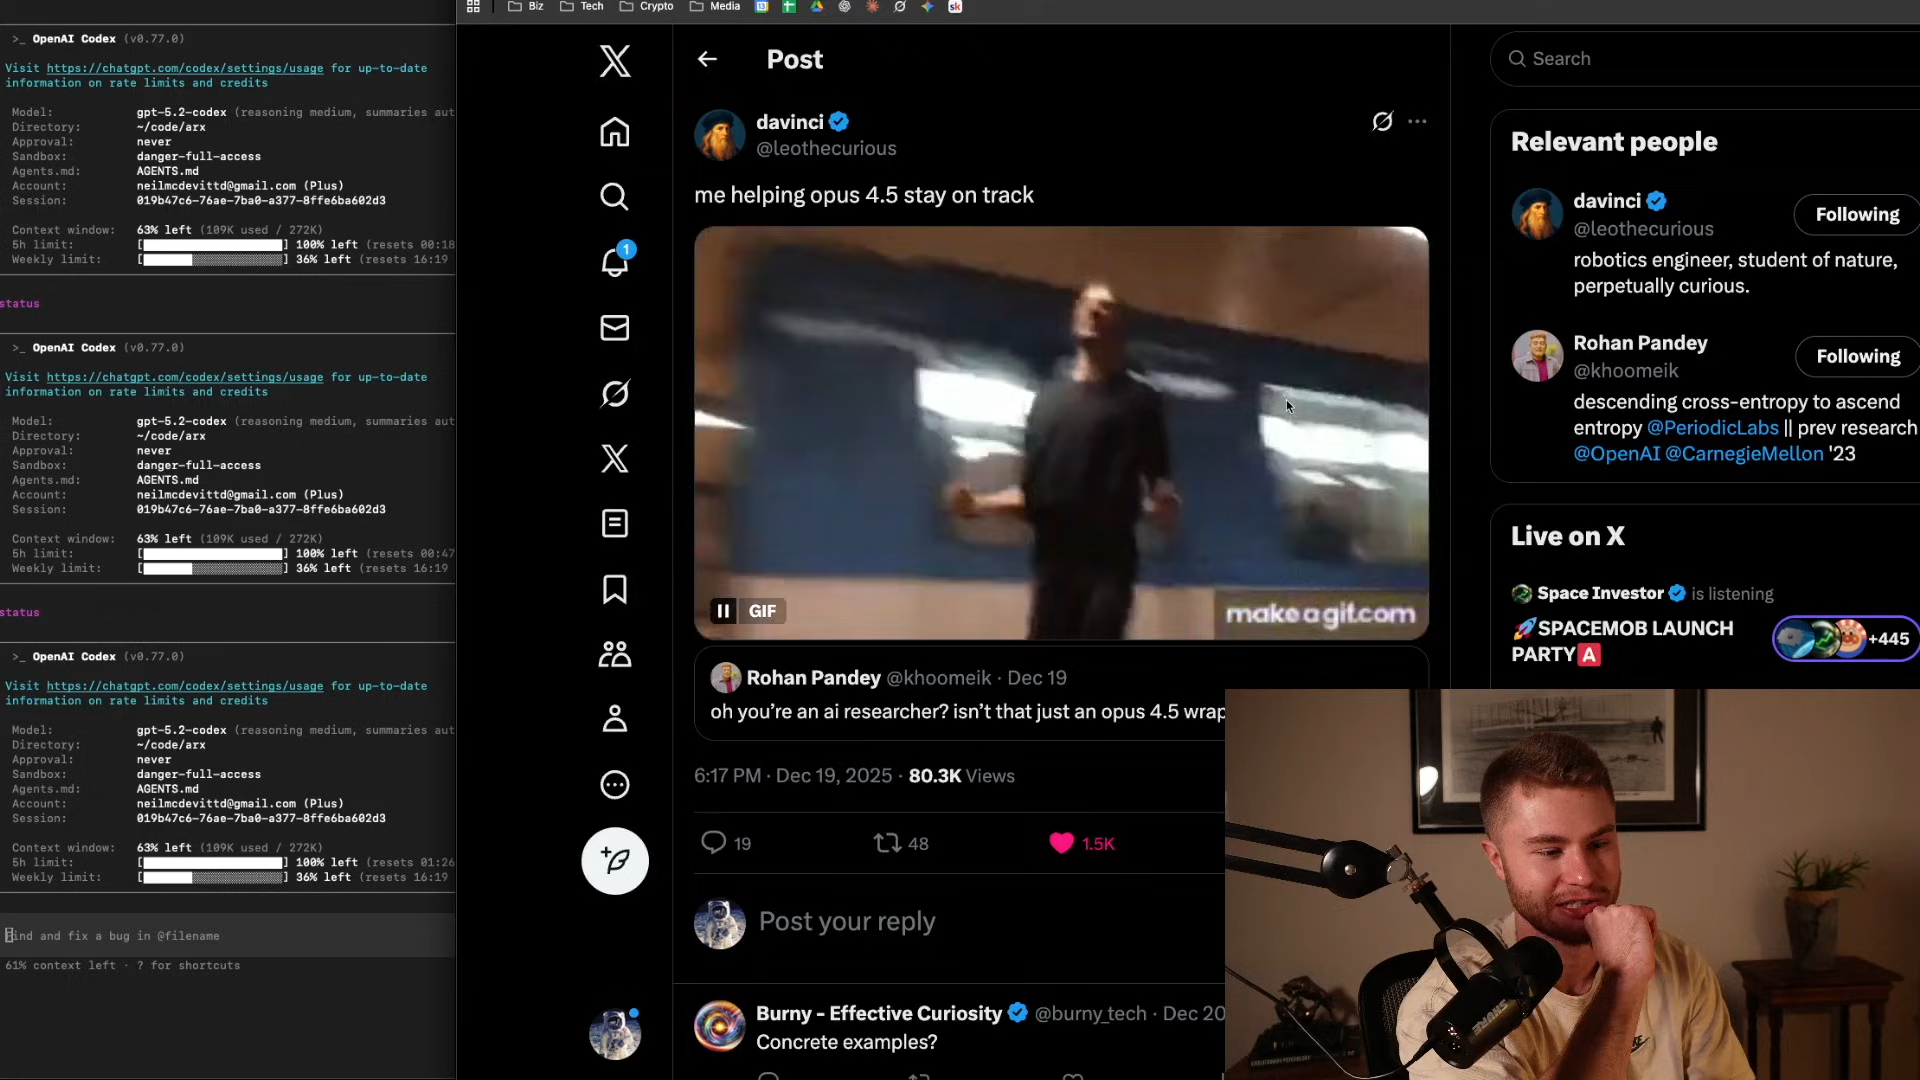 >_ OpenAI Codex (v0.77.0)
Visit https://chatgpt.com/codex/settings/usage for up-to-date
information on rate limits and credits
Model: gpt-5.2-codex (reasoning medium, summaries aut
Directory: ~/code/arx
Approval: never
Sandbox: danger-full-access
Agents.md: AGENTS.md
Account: neilmcdevittd@gmail.com (Plus)
Session: 019b47c6-76ae-7ba0-a377-8ffe6ba602d3
Context window: 63% left (109K used / 272K)
5h limit: [ ] 100% left (resets 00:18
Weekly limit: [ ] 36% left (resets 16:19
status
>_ OpenAI Codex (v0.77.0)
Visit https://chatgpt.com/codex/settings/usage for up-to-date
information on rate limits and credits
Model: gpt-5.2-codex (reasoning medium, summaries aut
Directory: ~/code/arx
Approval: never
Sandbox: danger-full-access
Agents.md: AGENTS.md
Account: neilmcdevittd@gmail.com (Plus)
Session: 019b47c6-76ae-7ba0-a377-8ffe6ba602d3
Context window: 63% left (109K used / 272K)
5h limit: [ ] 100% left (resets 00:47
Weekly limit: [ ] 36% left (resets 16:19
status
>_ OpenAI Codex (v0.77.0)
Visit https://chatgpt.com/codex/settings/usage for up-to-date
information on rate limits and credits
Model: gpt-5.2-codex (reasoning medium, summaries aut
Directory: ~/code/arx
Approval: never
Sandbox: danger-full-access
Agents.md: AGENTS.md
Account: neilmcdevittd@gmail.com (Plus)
Session: 019b47c6-76ae-7ba0-a377-8ffe6ba602d3
Context window: 63% left (109K used / 272K)
5h limit: [ ] 100% left (resets 01:26
Weekly limit: [ ] 36% left (resets 16:19
ind and fix a bug in @filename
61% context left · ? for shortcuts
Biz Tech Crypto Media
Post
davinci
@leothecurious
me helping opus 4.5 stay on track
GIF
makeagif.com
Rohan Pandey @khoomeik · Dec 19
oh you're an ai researcher? isn't that just an opus 4.5 wrap
6:17 PM · Dec 19, 2025 · 80.3K Views
19 48 1.5K
Post your reply
Burny - Effective Curiosity @burny_tech · Dec 20
Concrete examples?
1
Search
Relevant people
davinci
@leothecurious
Following
robotics engineer, student of nature,
perpetually curious.
Rohan Pandey
@khoomeik
Following
descending cross-entropy to ascend
entropy @PeriodicLabs || prev research
@OpenAI @CarnegieMellon '23
Live on X
Space Investor is listening
SPACEMOB LAUNCH
PARTY A
+445